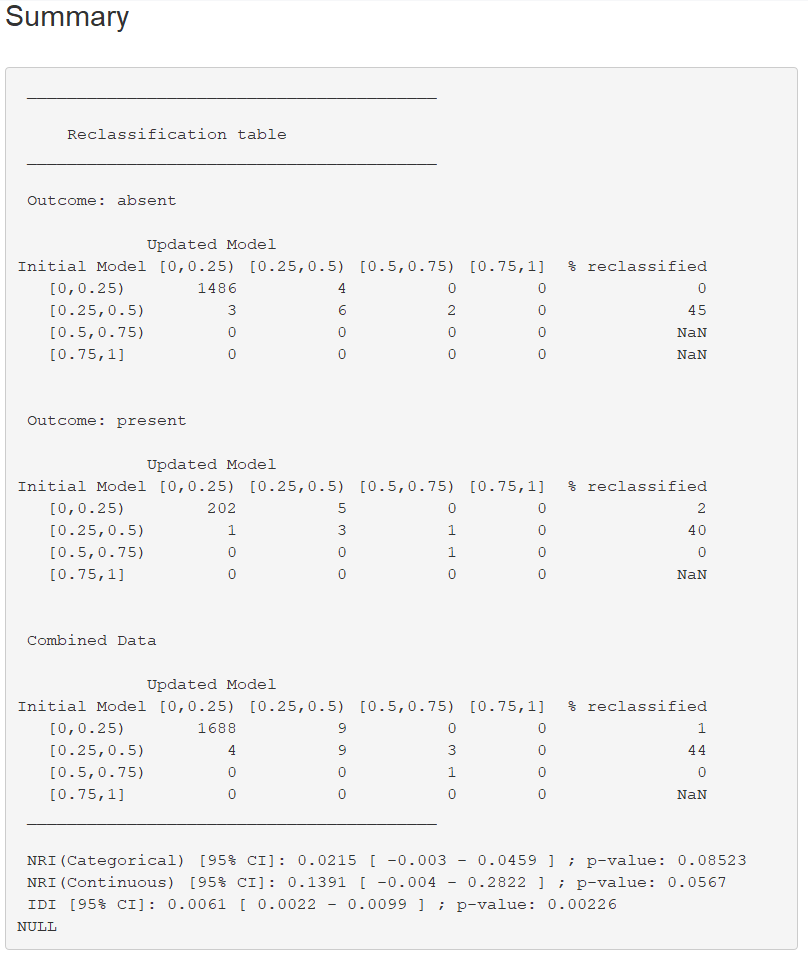 Summary
_________________________________________
Reclassification table
_________________________________________
Outcome: absent
Updated Model
Initial Model [0,0.25) [0.25,0.5) [0.5,0.75) [0.75,1]  % reclassified
[0,0.25)     1486          4          0        0               0
[0.25,0.5)        3          6          2        0              45
[0.5,0.75)        0          0          0        0             NaN
[0.75,1]          0          0          0        0             NaN
Outcome: present
Updated Model
Initial Model [0,0.25) [0.25,0.5) [0.5,0.75) [0.75,1]  % reclassified
[0,0.25)      202          5          0        0               2
[0.25,0.5)        1          3          1        0              40
[0.5,0.75)        0          0          1        0               0
[0.75,1]          0          0          0        0             NaN
Combined Data
Updated Model
Initial Model [0,0.25) [0.25,0.5) [0.5,0.75) [0.75,1]  % reclassified
[0,0.25)     1688          9          0        0               1
[0.25,0.5)        4          9          3        0              44
[0.5,0.75)        0          0          1        0               0
[0.75,1]          0          0          0        0             NaN
_________________________________________
NRI(Categorical) [95% CI]: 0.0215 [ -0.003 - 0.0459 ] ; p-value: 0.08523
NRI(Continuous) [95% CI]: 0.1391 [ -0.004 - 0.2822 ] ; p-value: 0.0567
IDI [95% CI]: 0.0061 [ 0.0022 - 0.0099 ] ; p-value: 0.00226
NULL